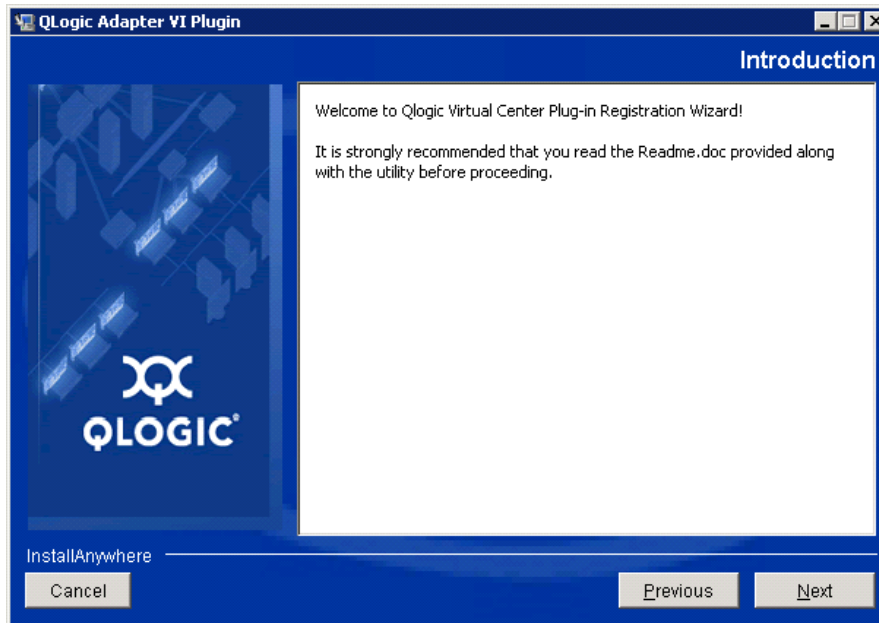 QLogic Adapter VI Plugin
Introduction
Welcome to Qlogic Virtual Center Plug-in Registration Wizard!
It is strongly recommended that you read the Readme.doc provided along
with the utility before proceeding.
QLOGIC®
InstallAnywhere
Cancel
Previous
Next